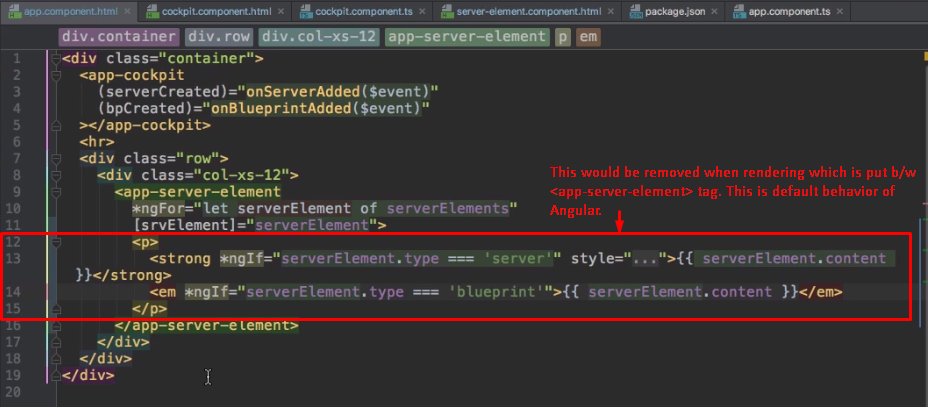 app.component.html × cockpit.component.html × cockpit.component.ts × server-element.component.html × package.json × app.component.ts ×
div.container div.row div.col-xs-12 app-server-element p em
1 <div class="container">
2 <app-cockpit
3 (serverCreated)="onServerAdded($event)"
4 (bpCreated)="onBlueprintAdded($event)"
5 ></app-cockpit>
6 <hr>
7 <div class="row">
8 <div class="col-xs-12">
9 <app-server-element
10 *ngFor="let serverElement of serverElements"
11 [srvElement]="serverElement">
This would be removed when rendering which is put b/w
<app-server-element> tag. This is default behavior of
Angular.
12 <p>
13 <strong *ngIf="serverElement.type === 'server'" style="...">{{ serverElement.content
}}</strong>
14 <em *ngIf="serverElement.type === 'blueprint'">{{ serverElement.content }}</em>
15 </p>
16 </app-server-element>
17 </div>
18 </div>
19 </div>
20